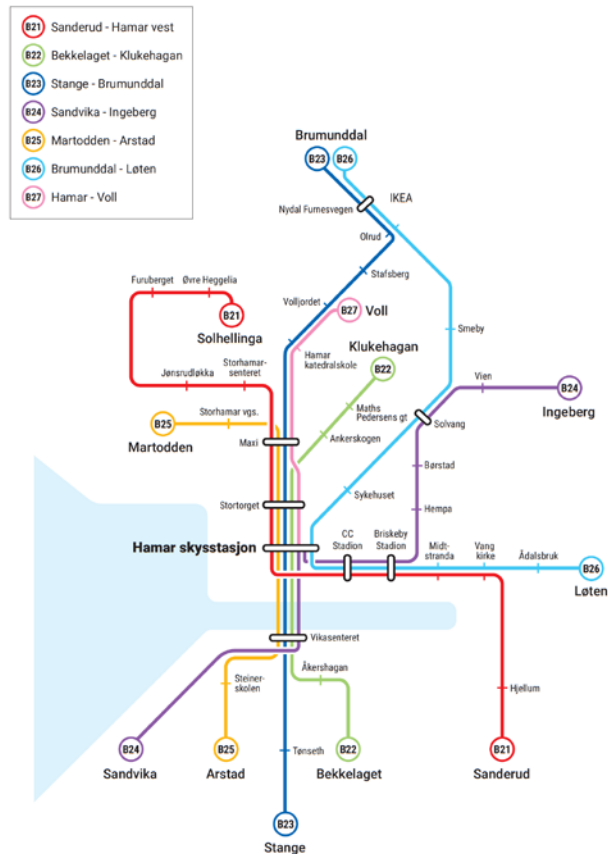 B21 Sanderud - Hamar vest
B22 Bekkelaget - Klukehagan
B23 Stange - Brumunddal
B24 Sandvika - Ingeberg
B25 Martodden - Arstad
B26 Brumunddal - Løten
B27 Hamar - Voll
Brumunddal
B23 B26
IKEA
Nydal Furnesvegen
Olrud
Stafsberg
Furuberget Øvre Heggelia
Volljordet
B27 Voll
B21
Solhellinga
Smeby
Klukehagan
Hamar
katedralskole
B22
Jønsrudløkka
Storhamar-
senteret
Vien
B24
Ingeberg
Storhamar vgs.
B25
Martodden
Maths
Pedersens gt
Solvang
Maxi
Ankerskogen
Børstad
Sykehuset
Stortorget
Hempa
Hamar skysstasjon
CC
Stadion
Briskeby
Stadion
Midt-
stranda
Vang
kirke
Ådalsbruk
B26
Løten
Vikasenteret
Steiner-
skolen
Åkershagan
Hjellum
B24
Sandvika
B25
Arstad
Tønseth
B22
Bekkelaget
B21
Sanderud
B23
Stange